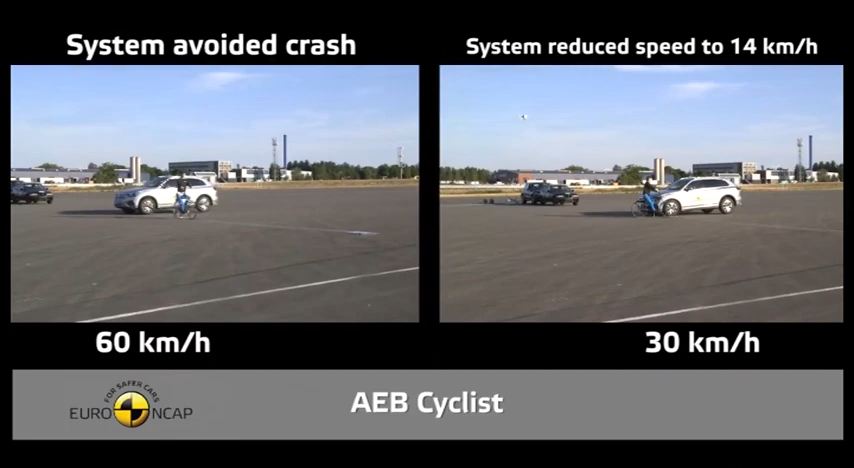 System avoided crash
System reduced speed to 14 km/h
60 km/h
30 km/h
FOR SAFER CARS
EURO NCAP
AEB Cyclist